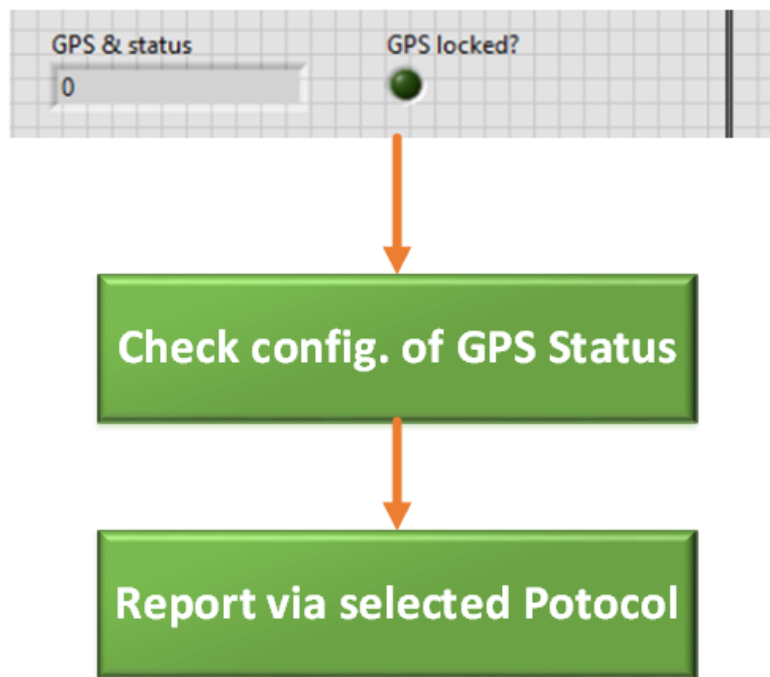 GPS & status
GPS locked?
0
Check config. of GPS Status
Report via selected Potocol